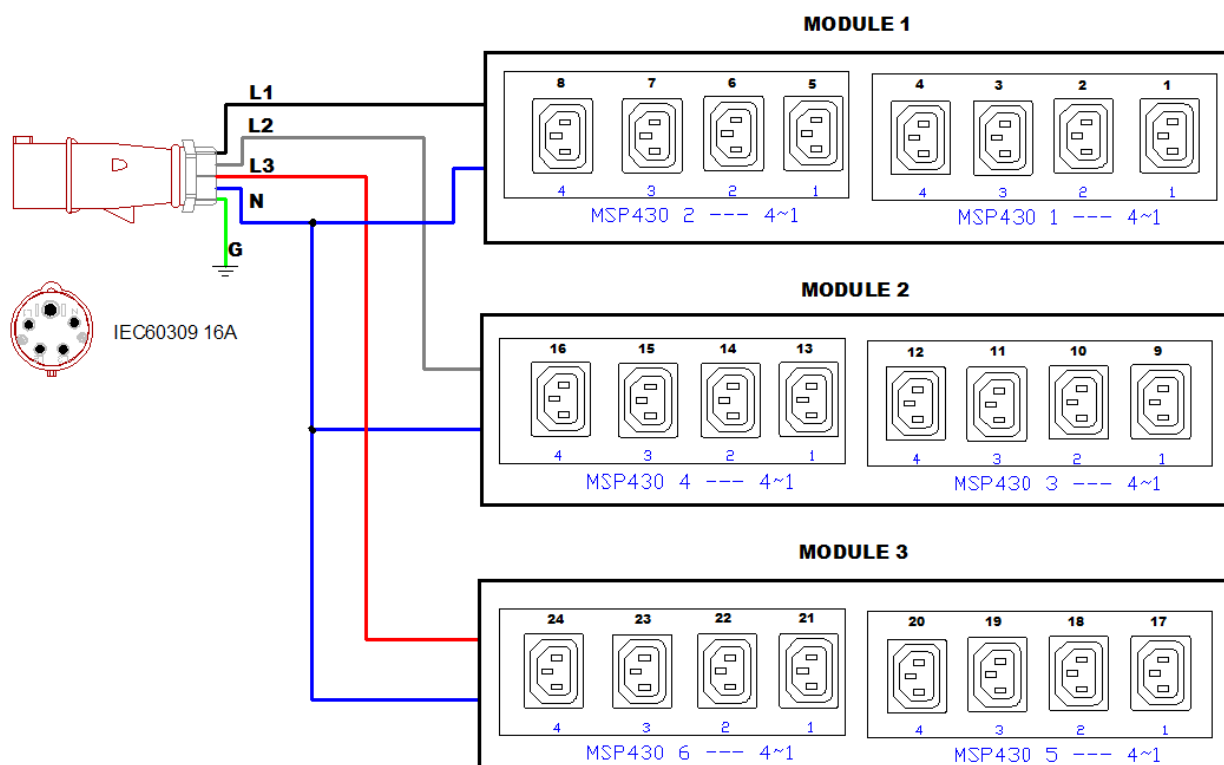 MODULE 1
8 7 6 5 4 3 2 1
L1
L2
L3
N
G
4 3 2 1 4 3 2 1
MSP430 2 --- 4~1 MSP430 1 --- 4~1
IEC60309 16A
MODULE 2
16 15 14 13 12 11 10 9
4 3 2 1 4 3 2 1
MSP430 4 --- 4~1 MSP430 3 --- 4~1
MODULE 3
24 23 22 21 20 19 18 17
4 3 2 1 4 3 2 1
MSP430 6 --- 4~1 MSP430 5 --- 4~1